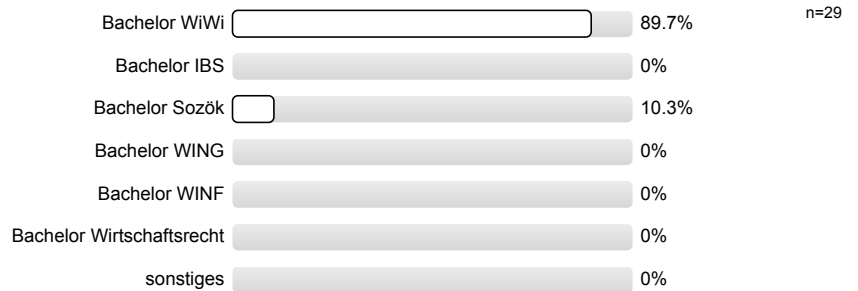 Bachelor WiWi 89.7% n=29
Bachelor IBS 0%
Bachelor Sozök 10.3%
Bachelor WING 0%
Bachelor WINF 0%
Bachelor Wirtschaftsrecht 0%
sonstiges 0%